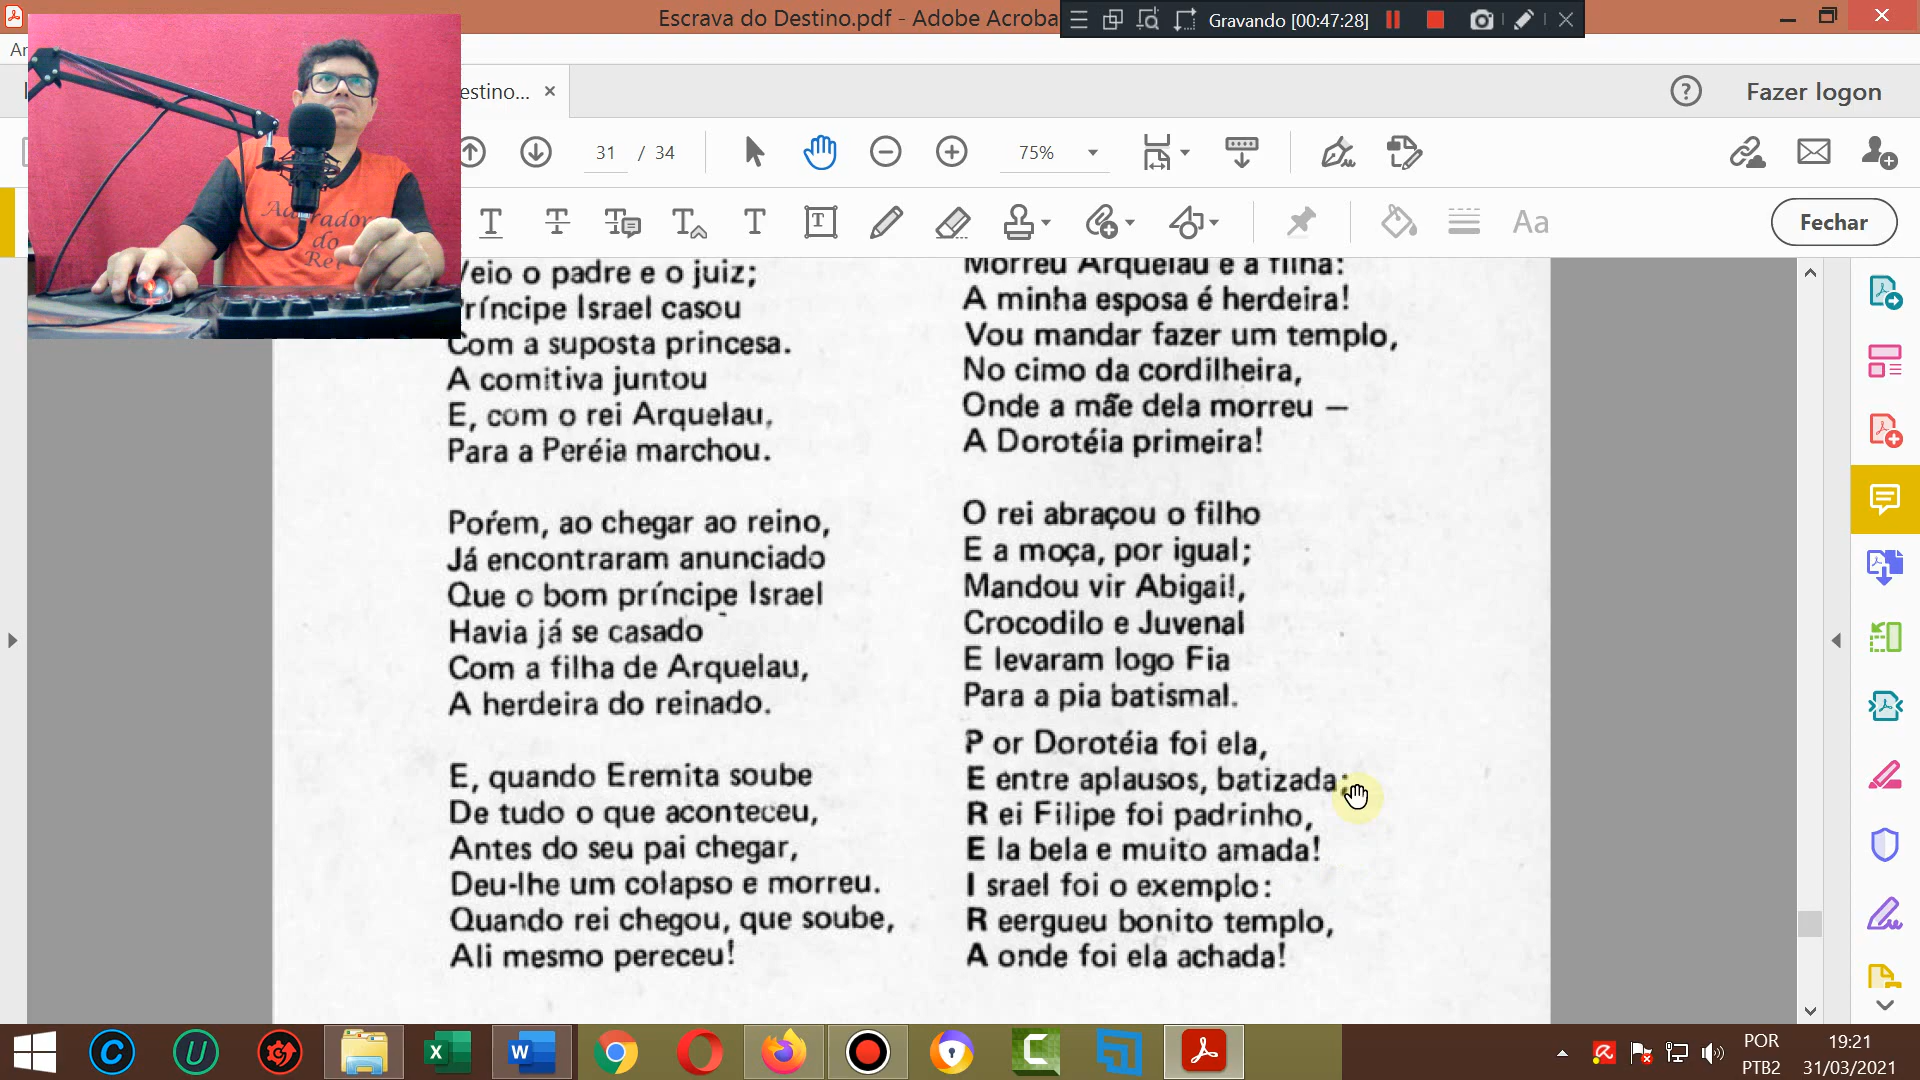 Escrava do Destino.pdf - Adobe Acroba
Gravando [00:47:28]
estino...
Fazer logon
31 / 34
75%
Fechar
Adorador
do
Rei
Veio o padre e o juiz;
Príncipe Israel casou
Com a suposta princesa.
A comitiva juntou
E, com o rei Arquelau,
Para a Peréia marchou.
Poŕem, ao chegar ao reino,
Já encontraram anunciado
Que o bom príncipe Israel
Havia já se casado
Com a filha de Arquelau,
A herdeira do reinado.
E, quando Eremita soube
De tudo o que aconteceu,
Antes do seu pai chegar,
Deu-lhe um colapso e morreu.
Quando rei chegou, que soube,
Ali mesmo pereceu!
Morreu Arquelau e a filha:
A minha esposa é herdeira!
Vou mandar fazer um templo,
No cimo da cordilheira,
Onde a mãe dela morreu —
A Dorotéia primeira!
O rei abraçou o filho
E a moça, por igual;
Mandou vir Abigail,
Crocodilo e Juvenal
E levaram logo Fia
Para a pia batismal.
P or Dorotéia foi ela,
E entre aplausos, batizada;
R ei Filipe foi padrinho,
E la bela e muito amada!
I srael foi o exemplo:
R eergueu bonito templo,
A onde foi ela achada!
POR
PTB2
19:21
31/03/2021